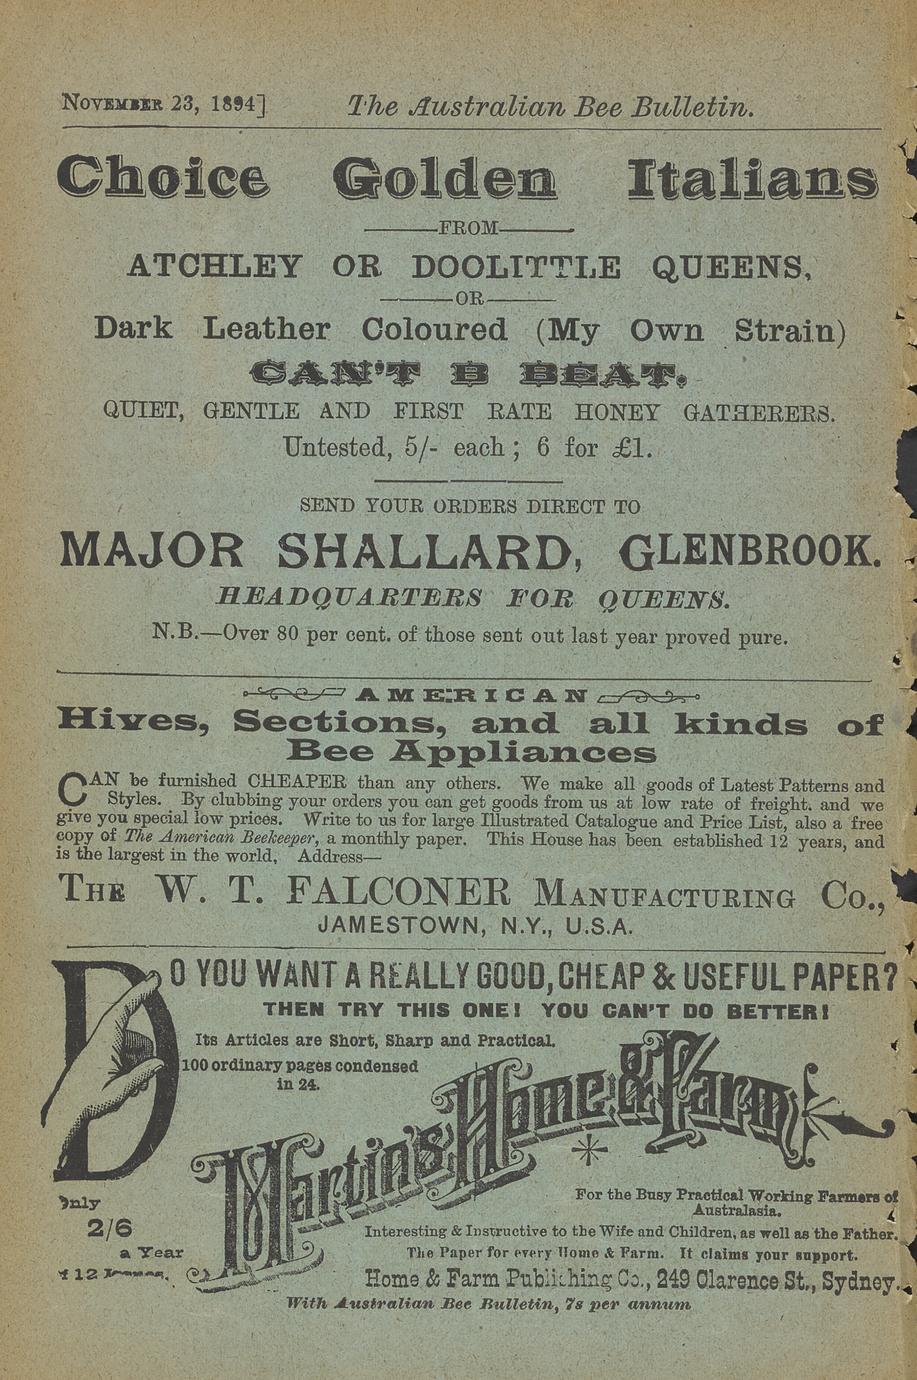 November 23, 1894] The Australian Bee Bulletin.
Choice Golden Italians
FROM
ATCHLEY OR DOOLITTLE QUEENS,
OR
Dark Leather Coloured (My Own Strain)
CAN'T B BEAT.
QUIET, GENTLE AND FIRST RATE HONEY GATHERERS.
Untested, 5/- each; 6 for £1.
SEND YOUR ORDERS DIRECT TO
MAJOR SHALLARD, GLENBROOK.
HEADQUARTERS FOR QUEENS.
N.B.—Over 80 per cent. of those sent out last year proved pure.
AMERICAN
Hives, Sections, and all kinds of
Bee Appliances
CAN be furnished CHEAPER than any others. We make all goods of Latest Patterns and
Styles. By clubbing your orders you can get goods from us at low rate of freight. and we
give you special low prices. Write to us for large Illustrated Catalogue and Price List, also a free
copy of The American Beekeeper, a monthly paper. This House has been established 12 years, and
is the largest in the world, Address—
The W. T. FALCONER Manufacturing Co.,
JAMESTOWN, N.Y., U.S.A.
DO YOU WANT A REALLY GOOD, CHEAP & USEFUL PAPER?
THEN TRY THIS ONE! YOU CAN'T DO BETTER!
Its Articles are Short, Sharp and Practical.
100 ordinary pages condensed
in 24.
Martin's Home & Farm
Only
2/6
a Year
12
For the Busy Practical Working Farmers of
Australasia.
Interesting & Instructive to the Wife and Children, as well as the Father.
The Paper for every Home & Farm. It claims your support.
Home & Farm Publishing Co., 249 Clarence St., Sydney.
With Australian Bee Bulletin, 7s per annum